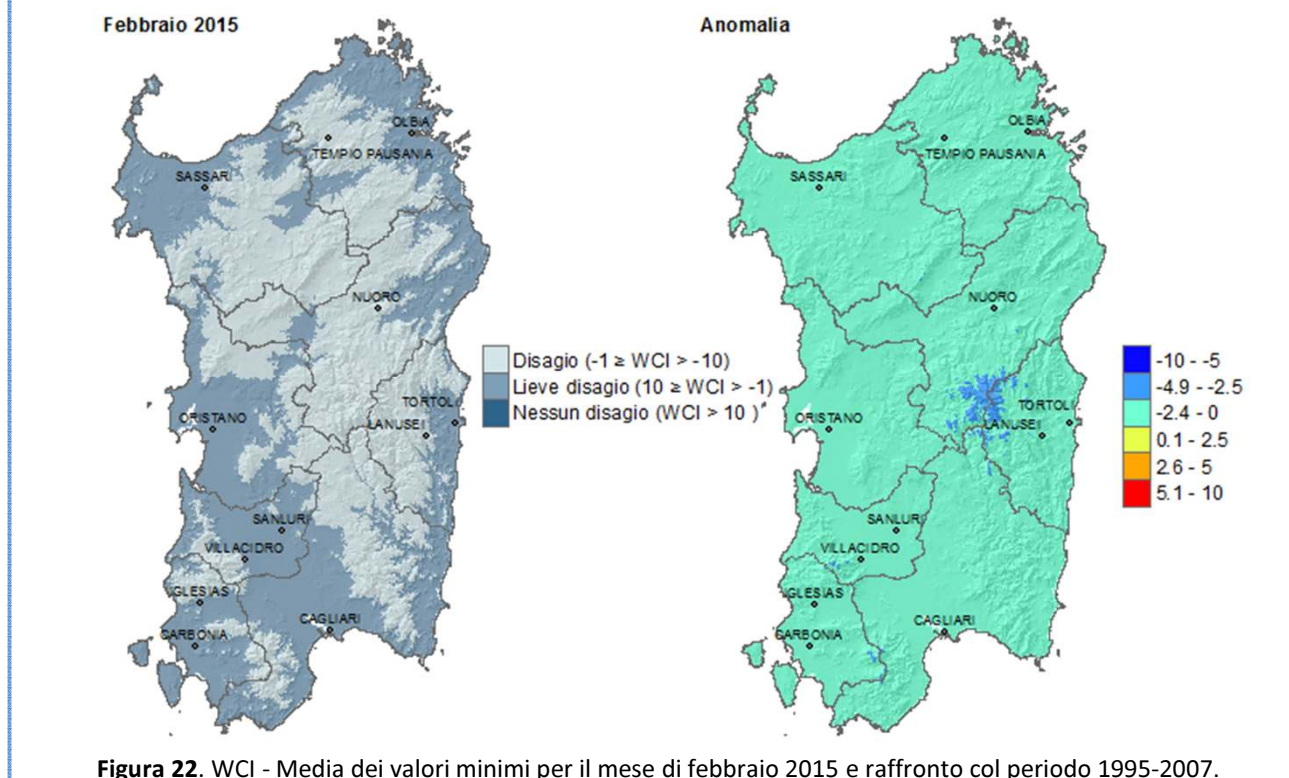 Febbraio 2015
OLBIA
TEMPIO PAUSANIA
SASSARI
NUORO
TORTOLI
ORISTANO
LANUSEI
SANLURI
VILLACIDRO
IGLESIAS
CAGLIARI
CARBONIA
Disagio (-1 ≥ WCI > -10)
Lieve disagio (10 ≥ WCI > -1)
Nessun disagio (WCI > 10 )
Anomalia
OLBIA
TEMPIO PAUSANIA
SASSARI
NUORO
TORTOLI
ORISTANO
LANUSEI
SANLURI
VILLACIDRO
IGLESIAS
CAGLIARI
CARBONIA
-10 - -5
-4.9 - -2.5
-2.4 - 0
0.1 - 2.5
2.6 - 5
5.1 - 10
Figura 22. WCI - Media dei valori minimi per il mese di febbraio 2015 e raffronto col periodo 1995-2007.